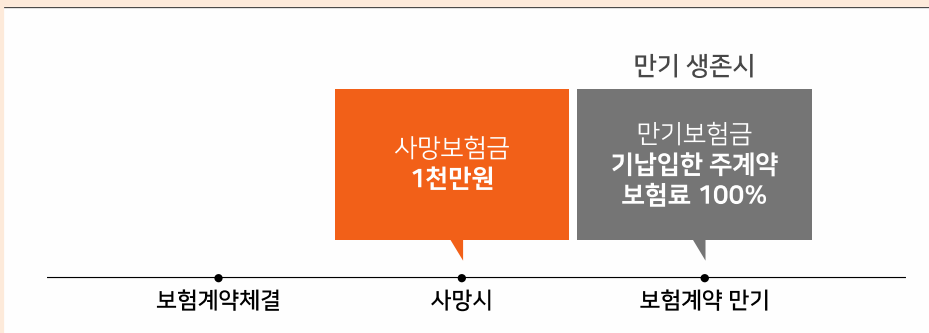 만기 생존시
사망보험금
1천만원
만기보험금
기납입한 주계약
보험료 100%
보험계약체결
사망시
보험계약 만기